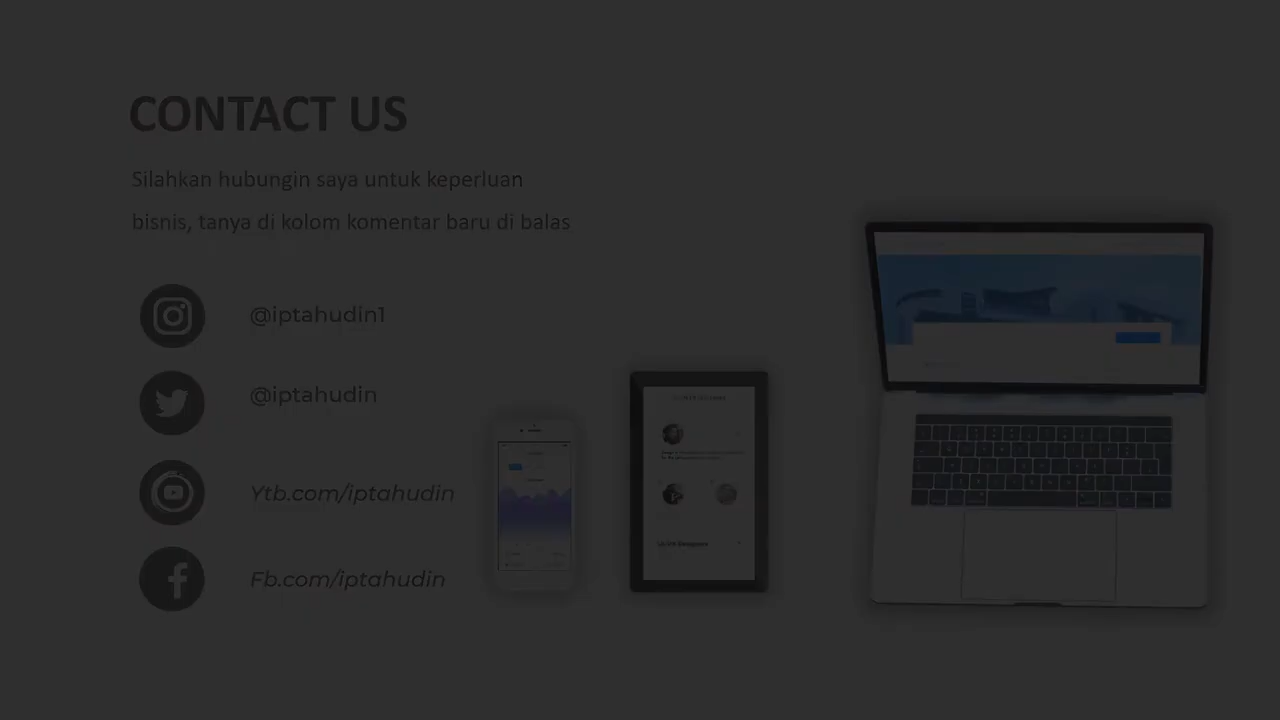 CONTACT US
Silahkan hubungin saya untuk keperluan
bisnis, tanya di kolom komentar baru di balas
@iptahudin1
@iptahudin
Ytb.com/iptahudin
Fb.com/iptahudin